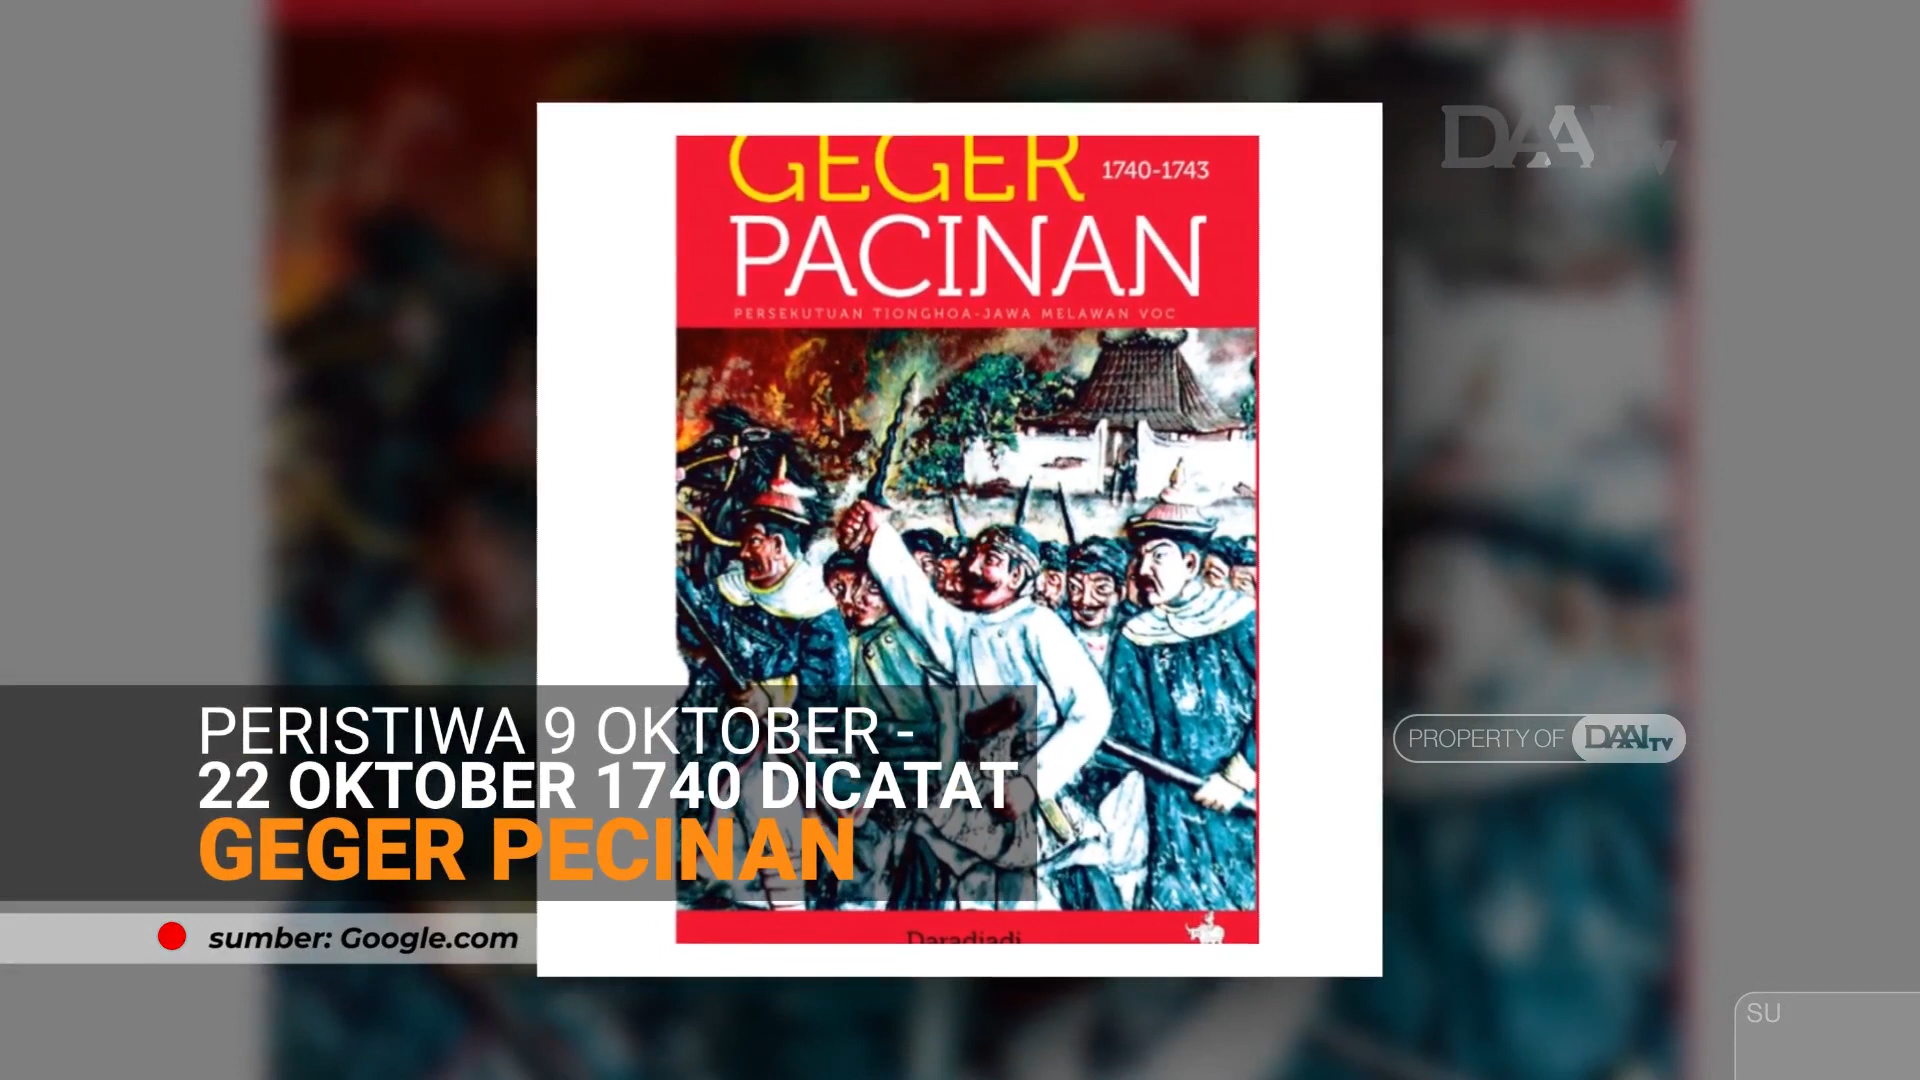 GEGER 1740-1743
PACINAN
PERSEKUTUAN TIONGHOA-JAWA MELAWAN VOC
DAAI TV
PERISTIWA 9 OKTOBER -
22 OKTOBER 1740 DICATAT
GEGER PECINAN
PROPERTY OF DAAI TV
sumber: Google.com
Daradjadi
SU